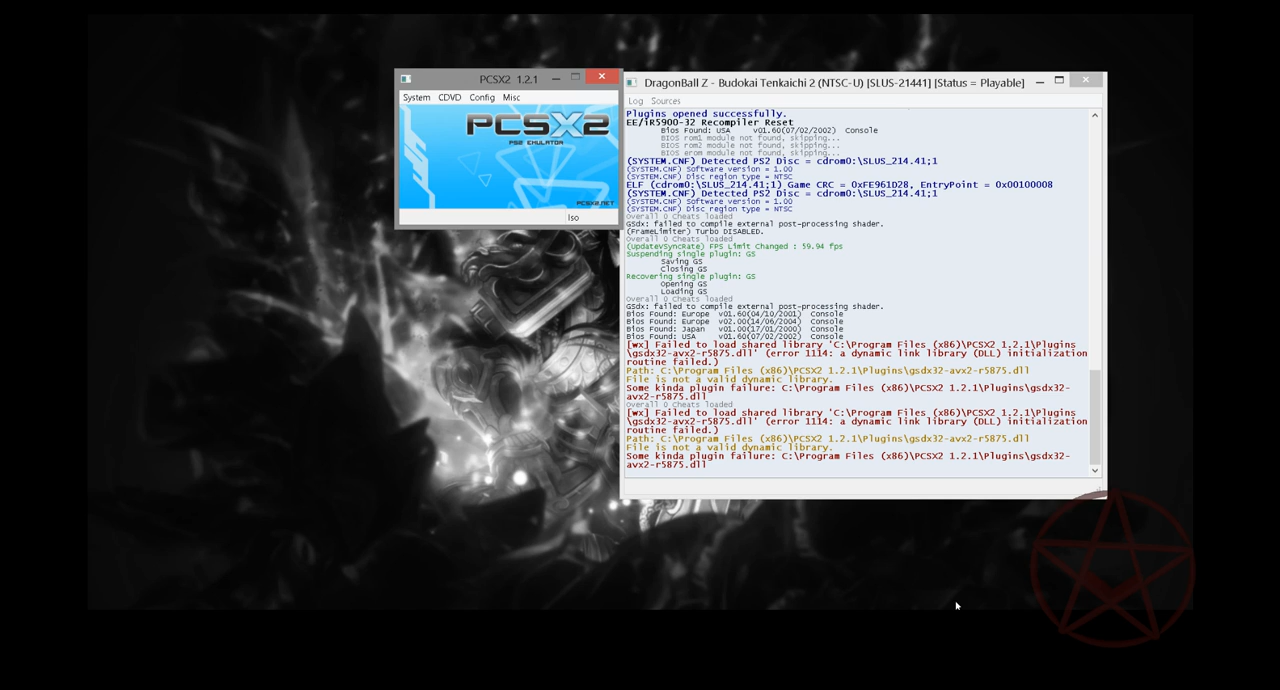 PCSX2 1.2.1
System CDVD Config Misc
PCSX2
PS2 EMULATOR
PCSX2.NET
Iso
DragonBall Z - Budokai Tenkaichi 2 (NTSC-U) [SLUS-21441] [Status = Playable]
Log Sources
Plugins opened successfully.
EE/iR5900-32 Recompiler Reset
Bios Found: USA v01.60(07/02/2002) Console
BIOS rom1 module not found, skipping...
BIOS rom2 module not found, skipping...
BIOS erom module not found, skipping...
(SYSTEM.CNF) Detected PS2 Disc = cdrom0:\SLUS_214.41;1
(SYSTEM.CNF) Software version = 1.00
(SYSTEM.CNF) Disc region type = NTSC
ELF (cdrom0:\SLUS_214.41;1) Game CRC = 0xFE961D28, EntryPoint = 0x00100008
(SYSTEM.CNF) Detected PS2 Disc = cdrom0:\SLUS_214.41;1
(SYSTEM.CNF) Software version = 1.00
(SYSTEM.CNF) Disc region type = NTSC
Overall 0 Cheats loaded
GSdx: failed to compile external post-processing shader.
(FrameLimiter) Turbo DISABLED.
Overall 0 Cheats loaded
(UpdateVSyncRate) FPS Limit Changed : 59.94 fps
Suspending single plugin: GS
Saving GS
Closing GS
Recovering single plugin: GS
Opening GS
Loading GS
Overall 0 Cheats loaded
GSdx: failed to compile external post-processing shader.
Bios Found: Europe v01.60(04/10/2001) Console
Bios Found: Europe v02.00(14/06/2004) Console
Bios Found: Japan v01.00(17/01/2000) Console
Bios Found: USA v01.60(07/02/2002) Console
[wx] Failed to load shared library 'C:\Program Files (x86)\PCSX2 1.2.1\Plugins
\gsdx32-avx2-r5875.dll' (error 1114: a dynamic link library (DLL) initialization
routine failed.)
Path: C:\Program Files (x86)\PCSX2 1.2.1\Plugins\gsdx32-avx2-r5875.dll
File is not a valid dynamic library.
Some kinda plugin failure: C:\Program Files (x86)\PCSX2 1.2.1\Plugins\gsdx32-
avx2-r5875.dll
Overall 0 Cheats loaded
[wx] Failed to load shared library 'C:\Program Files (x86)\PCSX2 1.2.1\Plugins
\gsdx32-avx2-r5875.dll' (error 1114: a dynamic link library (DLL) initialization
routine failed.)
Path: C:\Program Files (x86)\PCSX2 1.2.1\Plugins\gsdx32-avx2-r5875.dll
File is not a valid dynamic library.
Some kinda plugin failure: C:\Program Files (x86)\PCSX2 1.2.1\Plugins\gsdx32-
avx2-r5875.dll